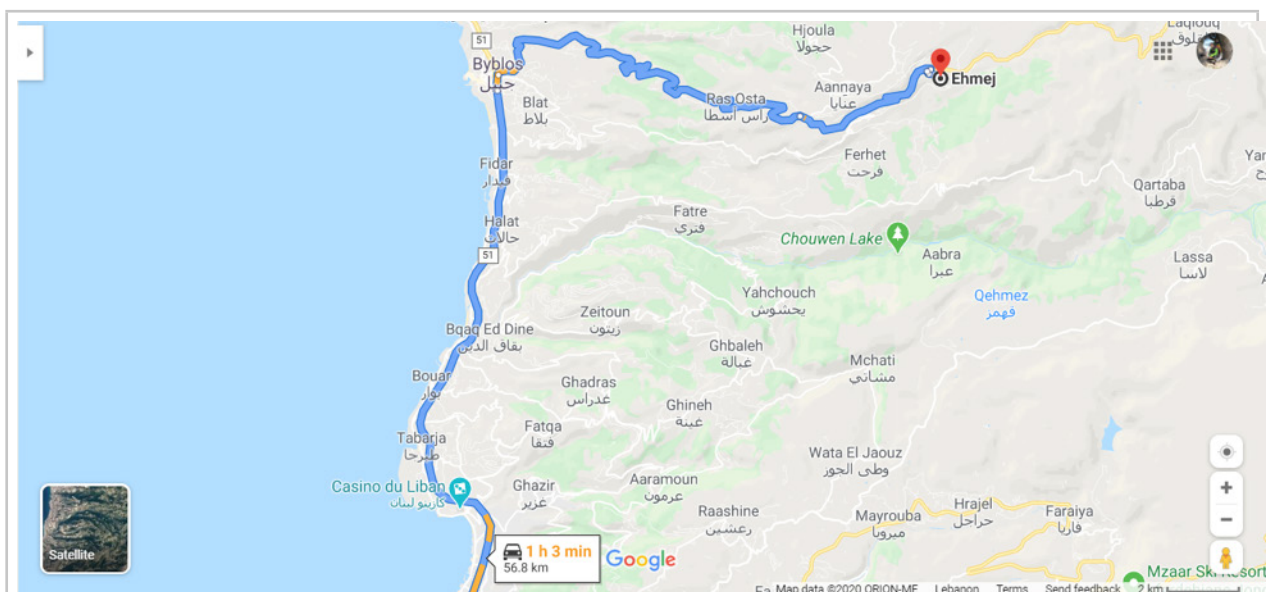 51
Byblos
جبيل
Blat
بلاط
Hjoula
حجولا
Laqlouq
Ehmej
Aannaya
عنايا
Ras Osta
راس أسطا
Ferhet
فرحت
Fidar
فيدار
Qartaba
قرطبا
Fatre
فتري
Halat
حالات
Chouwen Lake
51
Aabra
عبرا
Lassa
لاسا
Yahchouch
يحشوش
Qehmez
قهمز
Zeitoun
زيتون
Bqaq Ed Dine
بقاق الدين
Ghbaleh
غبالة
Mchati
مشاتي
Bouar
بوار
Ghadras
غدراس
Ghineh
غينة
Fatqa
فتقا
Tabarja
طبرجا
Wata El Jaouz
وطى الجوز
Casino du Liban
كازينو لبنان
Ghazir
غزير
Aaramoun
عرمون
Raashine
رعشين
Mayrouba
ميروبا
Hrajel
حراجل
Faraiya
فاريا
Satellite
1 h 3 min
56.8 km
Google
Mzaar Ski Resort
Map data ©2020 ORION-ME Lebanon Terms Send feedback 2 km